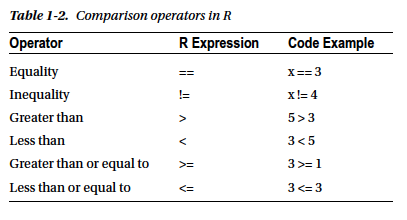 Table 1-2. Comparison operators in R
Operator R Expression Code Example
Equality == x == 3
Inequality != x != 4
Greater than > 5 > 3
Less than < 3 < 5
Greater than or equal to >= 3 >= 1
Less than or equal to <= 3 <= 3